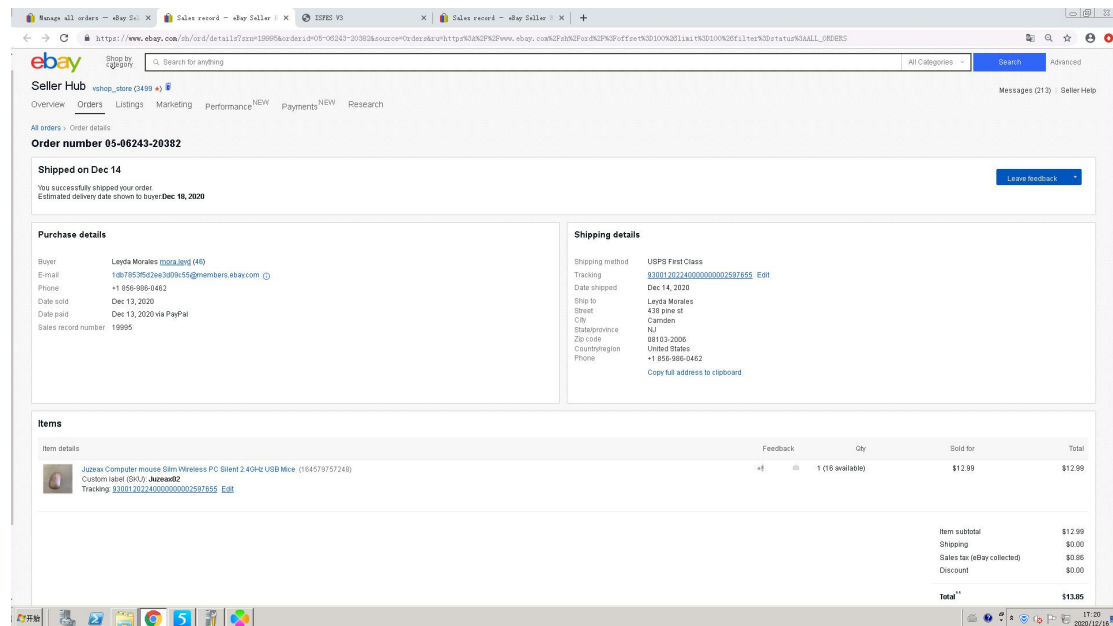 Manage all orders — eBay Sel
Sales record — eBay Seller H
ISFES V3
Sales record — eBay Seller H
ebay
Shop by category
Search for anything
All Categories
Search
Advanced
Seller Hub vshop_store (3499)
Messages (213) Seller Help
Overview Orders Listings Marketing Performance NEW Payments NEW Research
All orders > Order details
Order number 05-06243-20382
Shipped on Dec 14
Leave feedback
You successfully shipped your order.
Estimated delivery date shown to buyer:Dec 18, 2020
Purchase details
Buyer Leyda Morales mora.leyd (46)
E-mail 1db7853f5d2ee3d09c55@members.ebay.com
Phone +1 856-986-0462
Date sold Dec 13, 2020
Date paid Dec 13, 2020 via PayPal
Sales record number 19995
Shipping details
Shipping method USPS First Class
Tracking Edit
Date shipped Dec 14, 2020
Ship to Leyda Morales
Street 438 pine st
City Camden
State/province NJ
Zip code 08103-2006
Country/region United States
Phone +1 856-986-0462
Copy full address to clipboard
Items
Item details Feedback Qty Sold for Total
Juzeax Computer mouse Slim Wireless PC Silent 2.4GHz USB Mice (164579757248) 1 (16 available) $12.99 $12.99
Custom label (SKU): Juzeax02
Tracking: Edit
Item subtotal $12.99
Shipping $0.00
Sales tax (eBay collected) $0.86
Discount $0.00
Total** $13.85
开始
17:20
2020/12/16